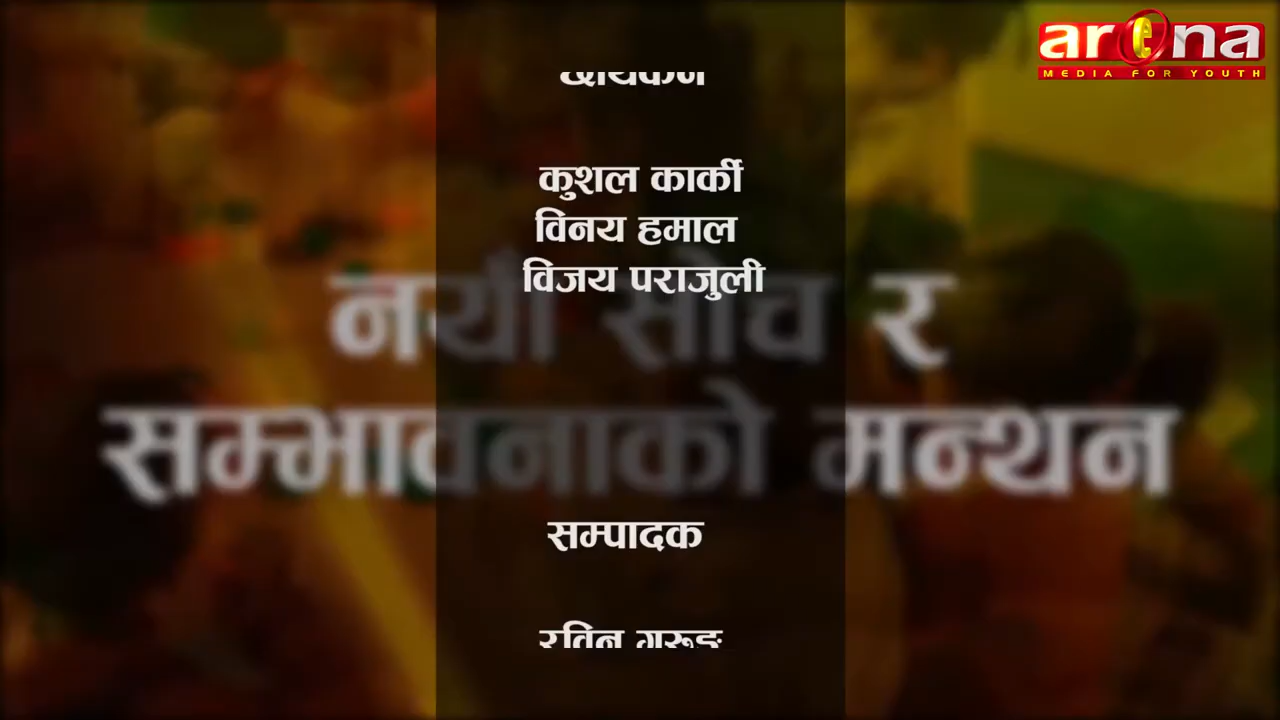 arena
MEDIA FOR YOUTH
कुशल कार्की
विनय हमाल
विजय पराजुली
नयाँ सोच र
सम्भावनाको मन्थन
सम्पादक